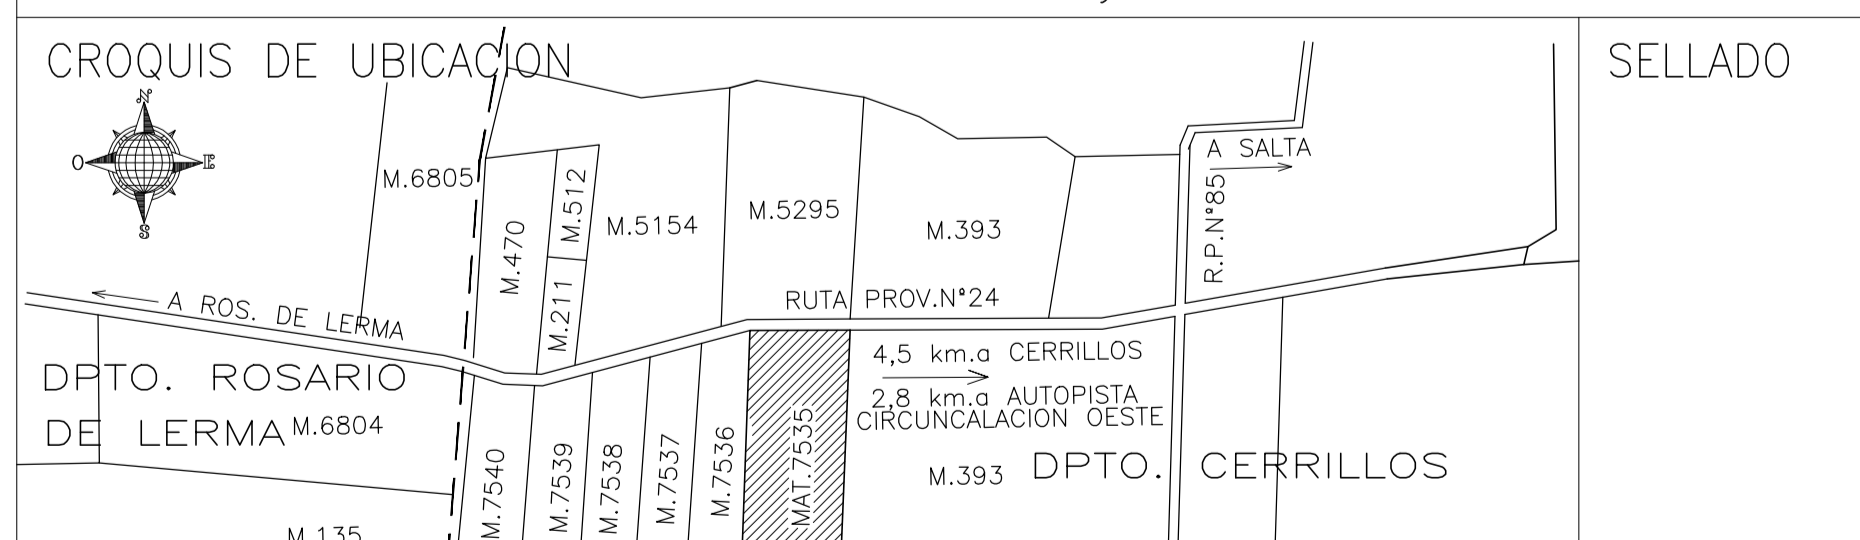 CROQUIS DE UBICACION
SELLADO
N
O
E
S
A SALTA
M.6805
M.512
R.P.N°85
M.5295
M.5154
M.393
M.470
RUTA PROV.Nº24
A ROS. DE LERMA
M.211
4,5 km.a CERRILLOS
DPTO. ROSARIO
DE LERMA
2,8 km.a AUTOPISTA
CIRCUNCALACION OESTE
M.6804
M.7540
M.7539
M.7538
M.7537
M.7536
MAT.7535
M.393
DPTO. CERRILLOS
M.135